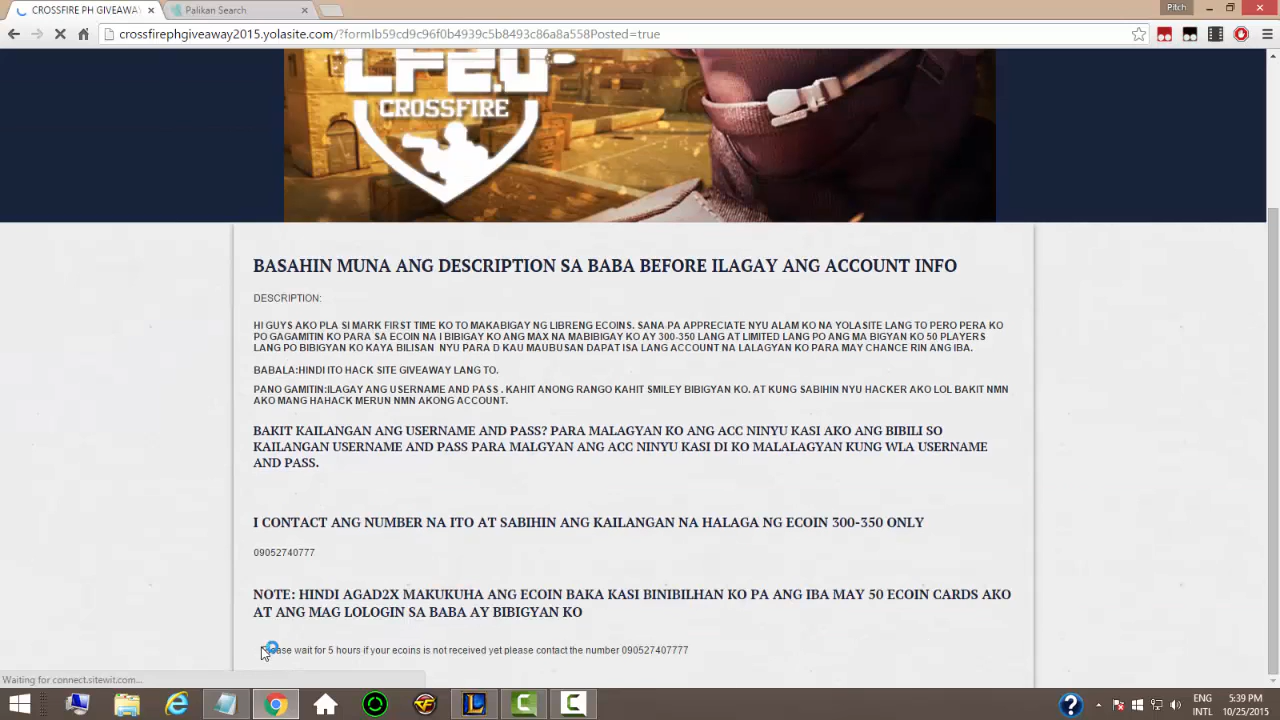 CROSSFIRE PH GIVEAWA
Palikan Search
Pitch
crossfirephgiveaway2015.yolasite.com/?formIb59cd9c96f0b4939c5b8493c86a8a558Posted=true
CFEU
CROSSFIRE
BASAHIN MUNA ANG DESCRIPTION SA BABA BEFORE ILAGAY ANG ACCOUNT INFO
DESCRIPTION:
HI GUYS AKO PLA SI MARK FIRST TIME KO TO MAKABIGAY NG LIBRENG ECOINS. SANA PA APPRECIATE NYU ALAM KO NA YOLASITE LANG TO PERO PERA KO
PO GAGAMITIN KO PARA SA ECOIN NA I BIBIGAY KO ANG MAX NA MABIBIGAY KO AY 300-350 LANG AT LIMITED LANG PO ANG MA BIGYAN KO 50 PLAYERS
LANG PO BIBIGYAN KO KAYA BILISAN NYU PARA D KAU MAUBUSAN DAPAT ISA LANG ACCOUNT NA LALAGYAN KO PARA MAY CHANCE RIN ANG IBA.
BABALA:HINDI ITO HACK SITE GIVEAWAY LANG TO.
PANO GAMITIN:ILAGAY ANG USERNAME AND PASS . KAHIT ANONG RANGO KAHIT SMILEY BIBIGYAN KO. AT KUNG SABIHIN NYU HACKER AKO LOL BAKIT NMN
AKO MANG HAHACK MERUN NMN AKONG ACCOUNT.
BAKIT KAILANGAN ANG USERNAME AND PASS? PARA MALAGYAN KO ANG ACC NINYU KASI AKO ANG BIBILI SO
KAILANGAN USERNAME AND PASS PARA MALGYAN ANG ACC NINYU KASI DI KO MALALAGYAN KUNG WLA USERNAME
AND PASS.
I CONTACT ANG NUMBER NA ITO AT SABIHIN ANG KAILANGAN NA HALAGA NG ECOIN 300-350 ONLY
09052740777
NOTE: HINDI AGAD2X MAKUKUHA ANG ECOIN BAKA KASI BINIBILHAN KO PA ANG IBA MAY 50 ECOIN CARDS AKO
AT ANG MAG LOLOGIN SA BABA AY BIBIGYAN KO
Please wait for 5 hours if your ecoins is not received yet please contact the number 090527407777
Waiting for connect.sitewit.com...
ENG
INTL
5:39 PM
10/25/2015